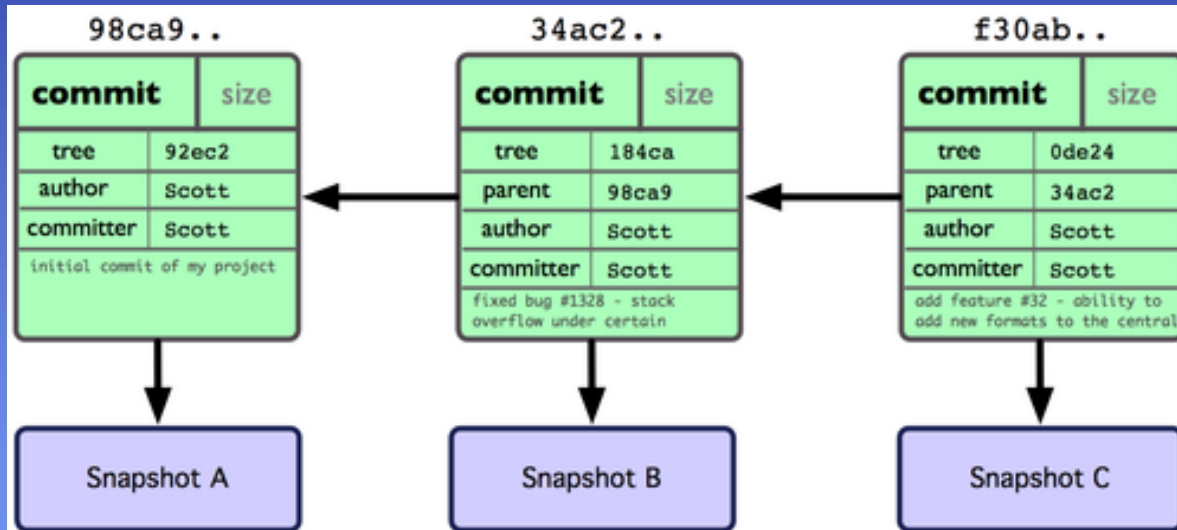 98ca9..
commit size
tree 92ec2
author Scott
committer Scott
initial commit of my project
Snapshot A
34ac2..
commit size
tree 184ca
parent 98ca9
author Scott
committer Scott
fixed bug #1328 - stack
overflow under certain
Snapshot B
f30ab..
commit size
tree 0de24
parent 34ac2
author Scott
committer Scott
add feature #32 - ability to
add new formats to the central
Snapshot C